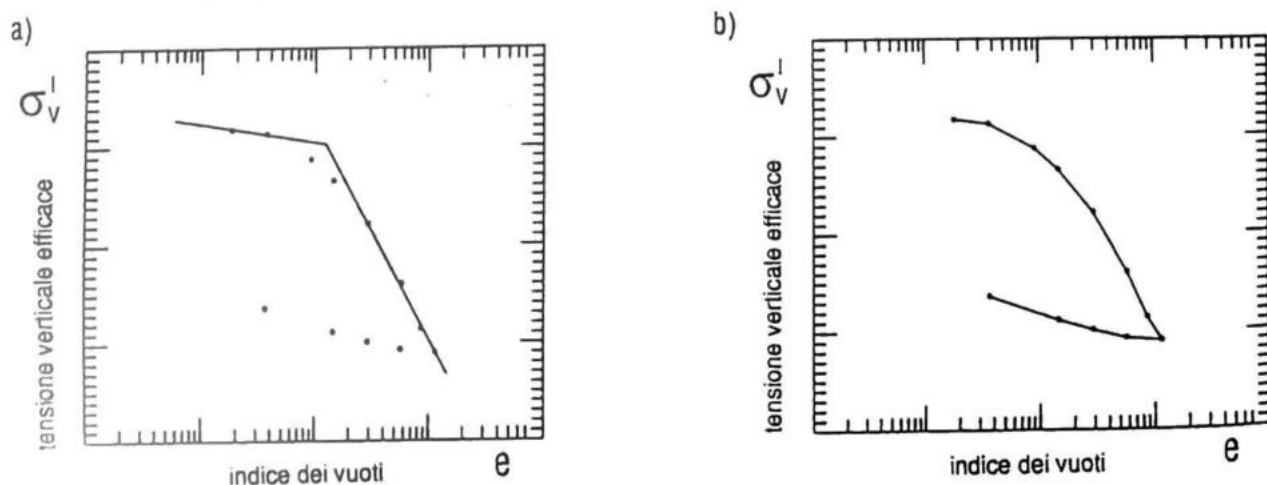 a)
σ'v
tensione verticale efficace
indice dei vuoti
e
b)
σ'v
tensione verticale efficace
indice dei vuoti
e